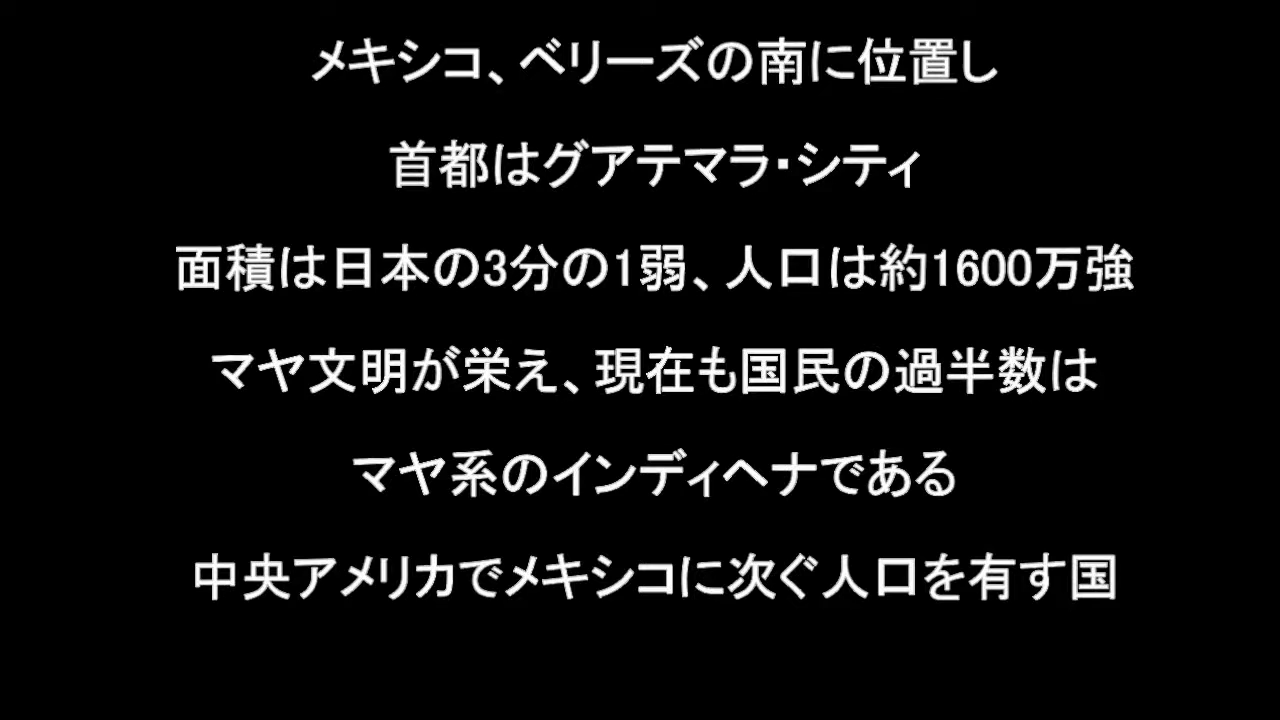 メキシコ、ベリーズの南に位置し
首都はグアテマラ・シティ
面積は日本の3分の1弱、人口は約1600万強
マヤ文明が栄え、現在も国民の過半数は
マヤ系のインディヘナである
中央アメリカでメキシコに次ぐ人口を有す国